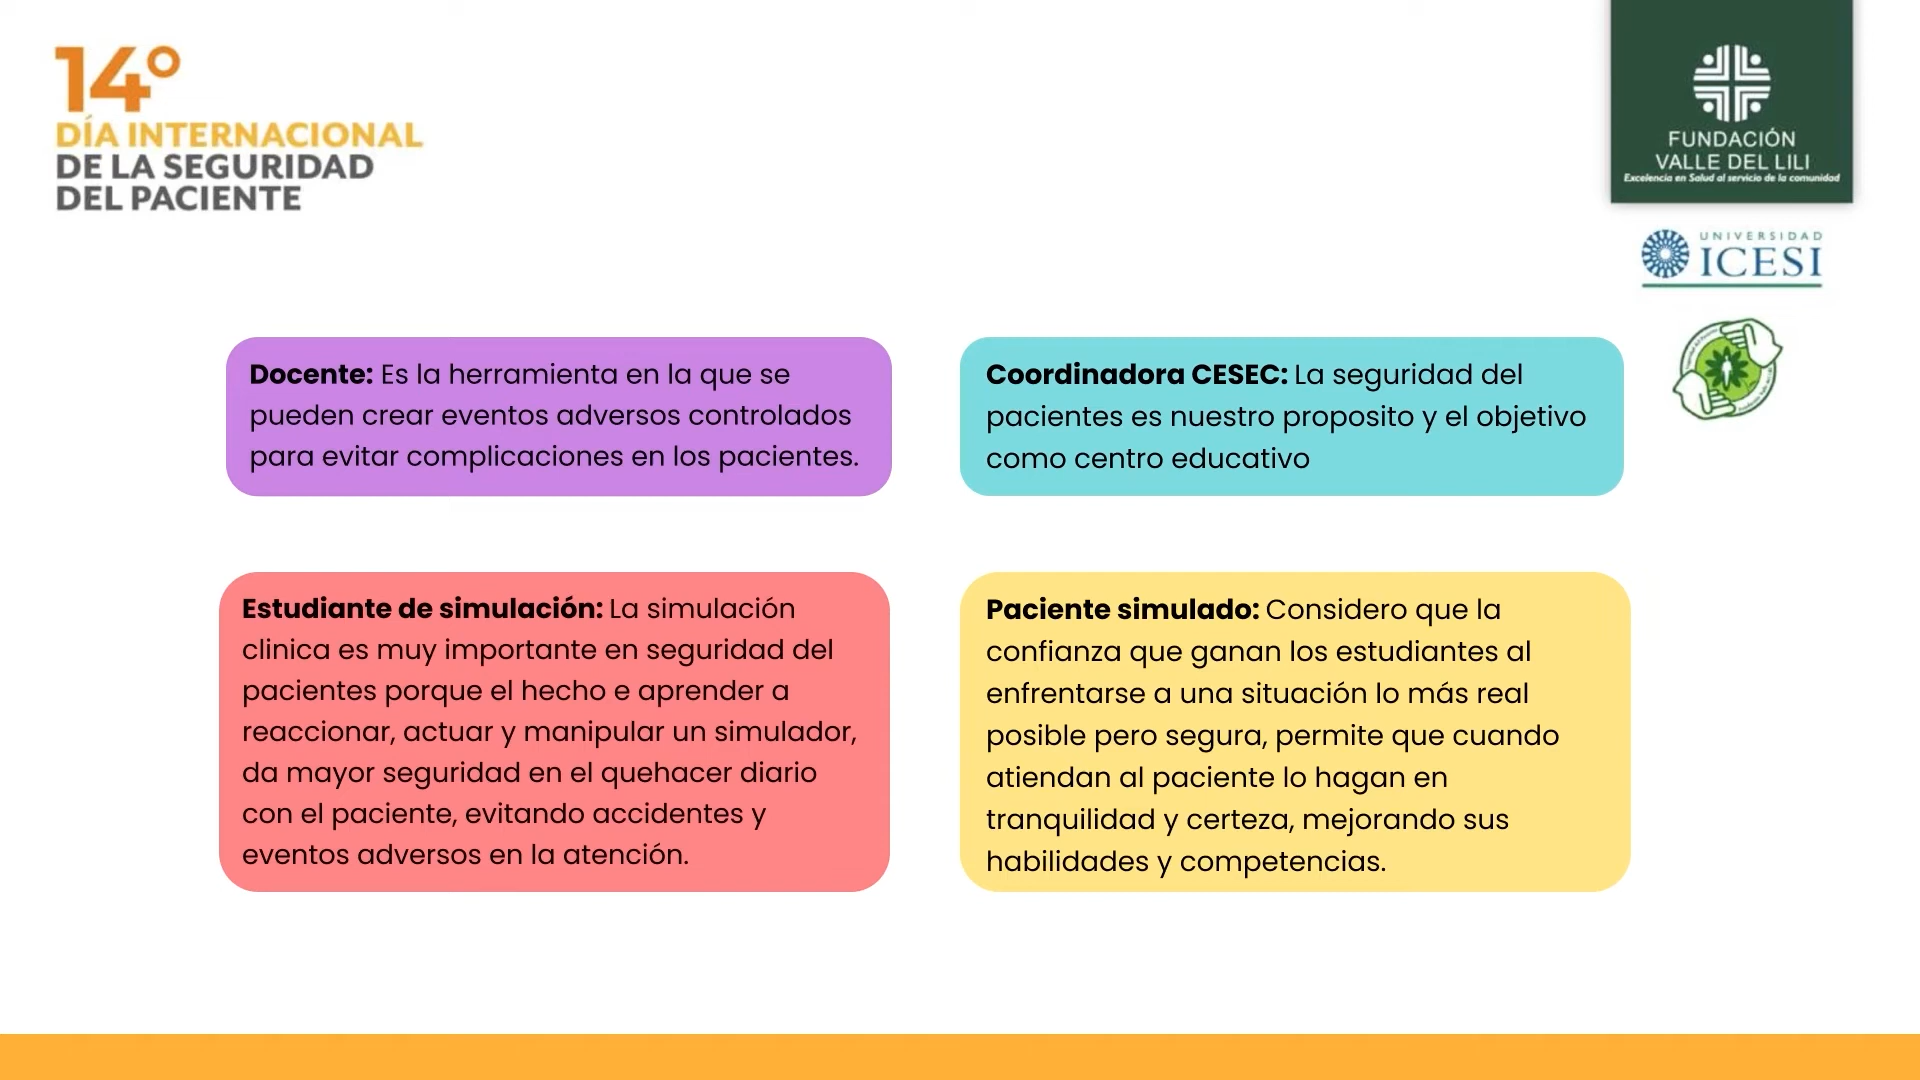 14°
DÍA INTERNACIONAL
DE LA SEGURIDAD
DEL PACIENTE
FUNDACIÓN
VALLE DEL LILI
Excelencia en Salud al servicio de la comunidad
UNIVERSIDAD
ICESI
Docente: Es la herramienta en la que se
pueden crear eventos adversos controlados
para evitar complicaciones en los pacientes.
Coordinadora CESEC: La seguridad del
pacientes es nuestro proposito y el objetivo
como centro educativo
Estudiante de simulación: La simulación
clinica es muy importante en seguridad del
pacientes porque el hecho e aprender a
reaccionar, actuar y manipular un simulador,
da mayor seguridad en el quehacer diario
con el paciente, evitando accidentes y
eventos adversos en la atención.
Paciente simulado: Considero que la
confianza que ganan los estudiantes al
enfrentarse a una situación lo más real
posible pero segura, permite que cuando
atiendan al paciente lo hagan en
tranquilidad y certeza, mejorando sus
habilidades y competencias.